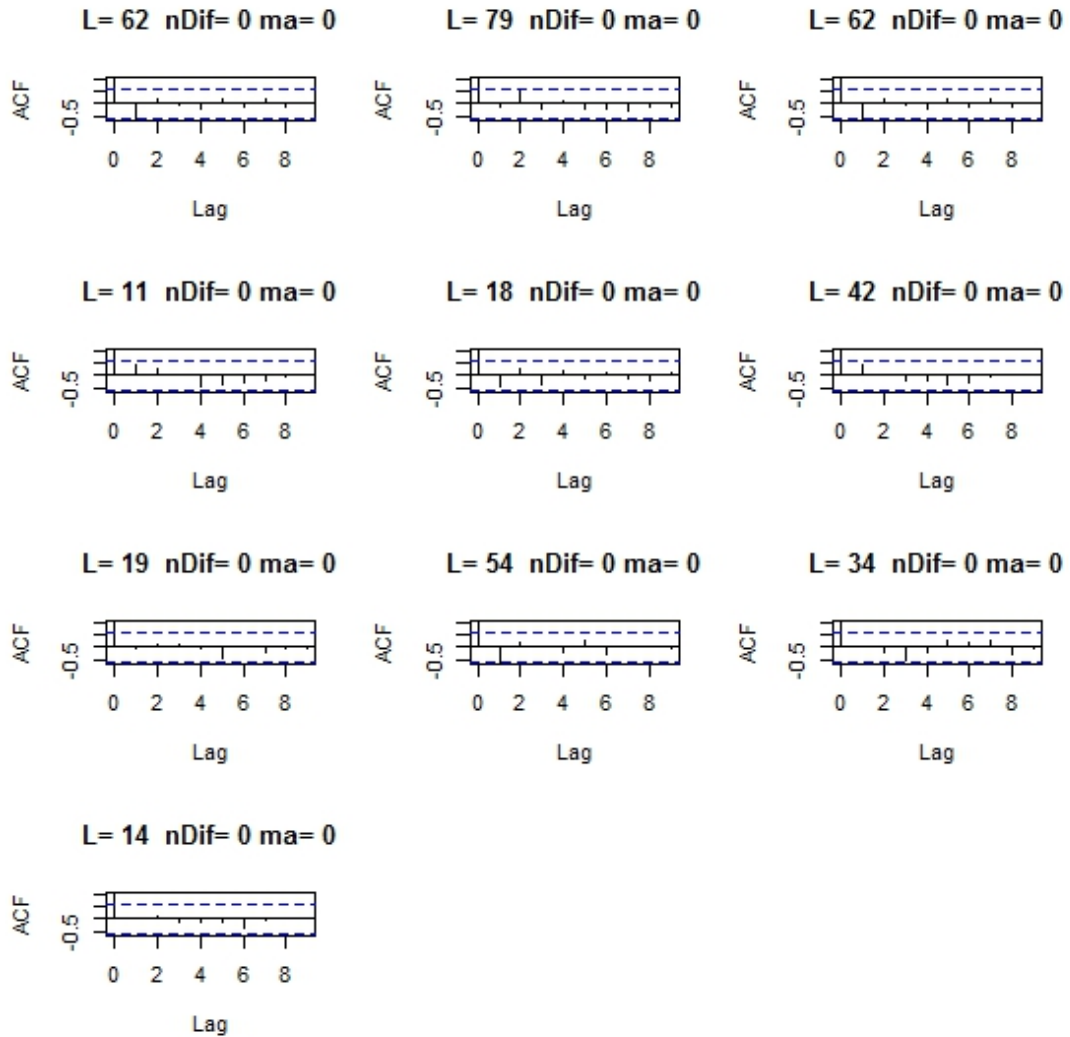 L= 62 nDif= 0 ma= 0
ACF
-0.5
0 2 4 6 8
Lag
L= 79 nDif= 0 ma= 0
ACF
-0.5
0 2 4 6 8
Lag
L= 62 nDif= 0 ma= 0
ACF
-0.5
0 2 4 6 8
Lag
L= 11 nDif= 0 ma= 0
ACF
-0.5
0 2 4 6 8
Lag
L= 18 nDif= 0 ma= 0
ACF
-0.5
0 2 4 6 8
Lag
L= 42 nDif= 0 ma= 0
ACF
-0.5
0 2 4 6 8
Lag
L= 19 nDif= 0 ma= 0
ACF
-0.5
0 2 4 6 8
Lag
L= 54 nDif= 0 ma= 0
ACF
-0.5
0 2 4 6 8
Lag
L= 34 nDif= 0 ma= 0
ACF
-0.5
0 2 4 6 8
Lag
L= 14 nDif= 0 ma= 0
ACF
-0.5
0 2 4 6 8
Lag